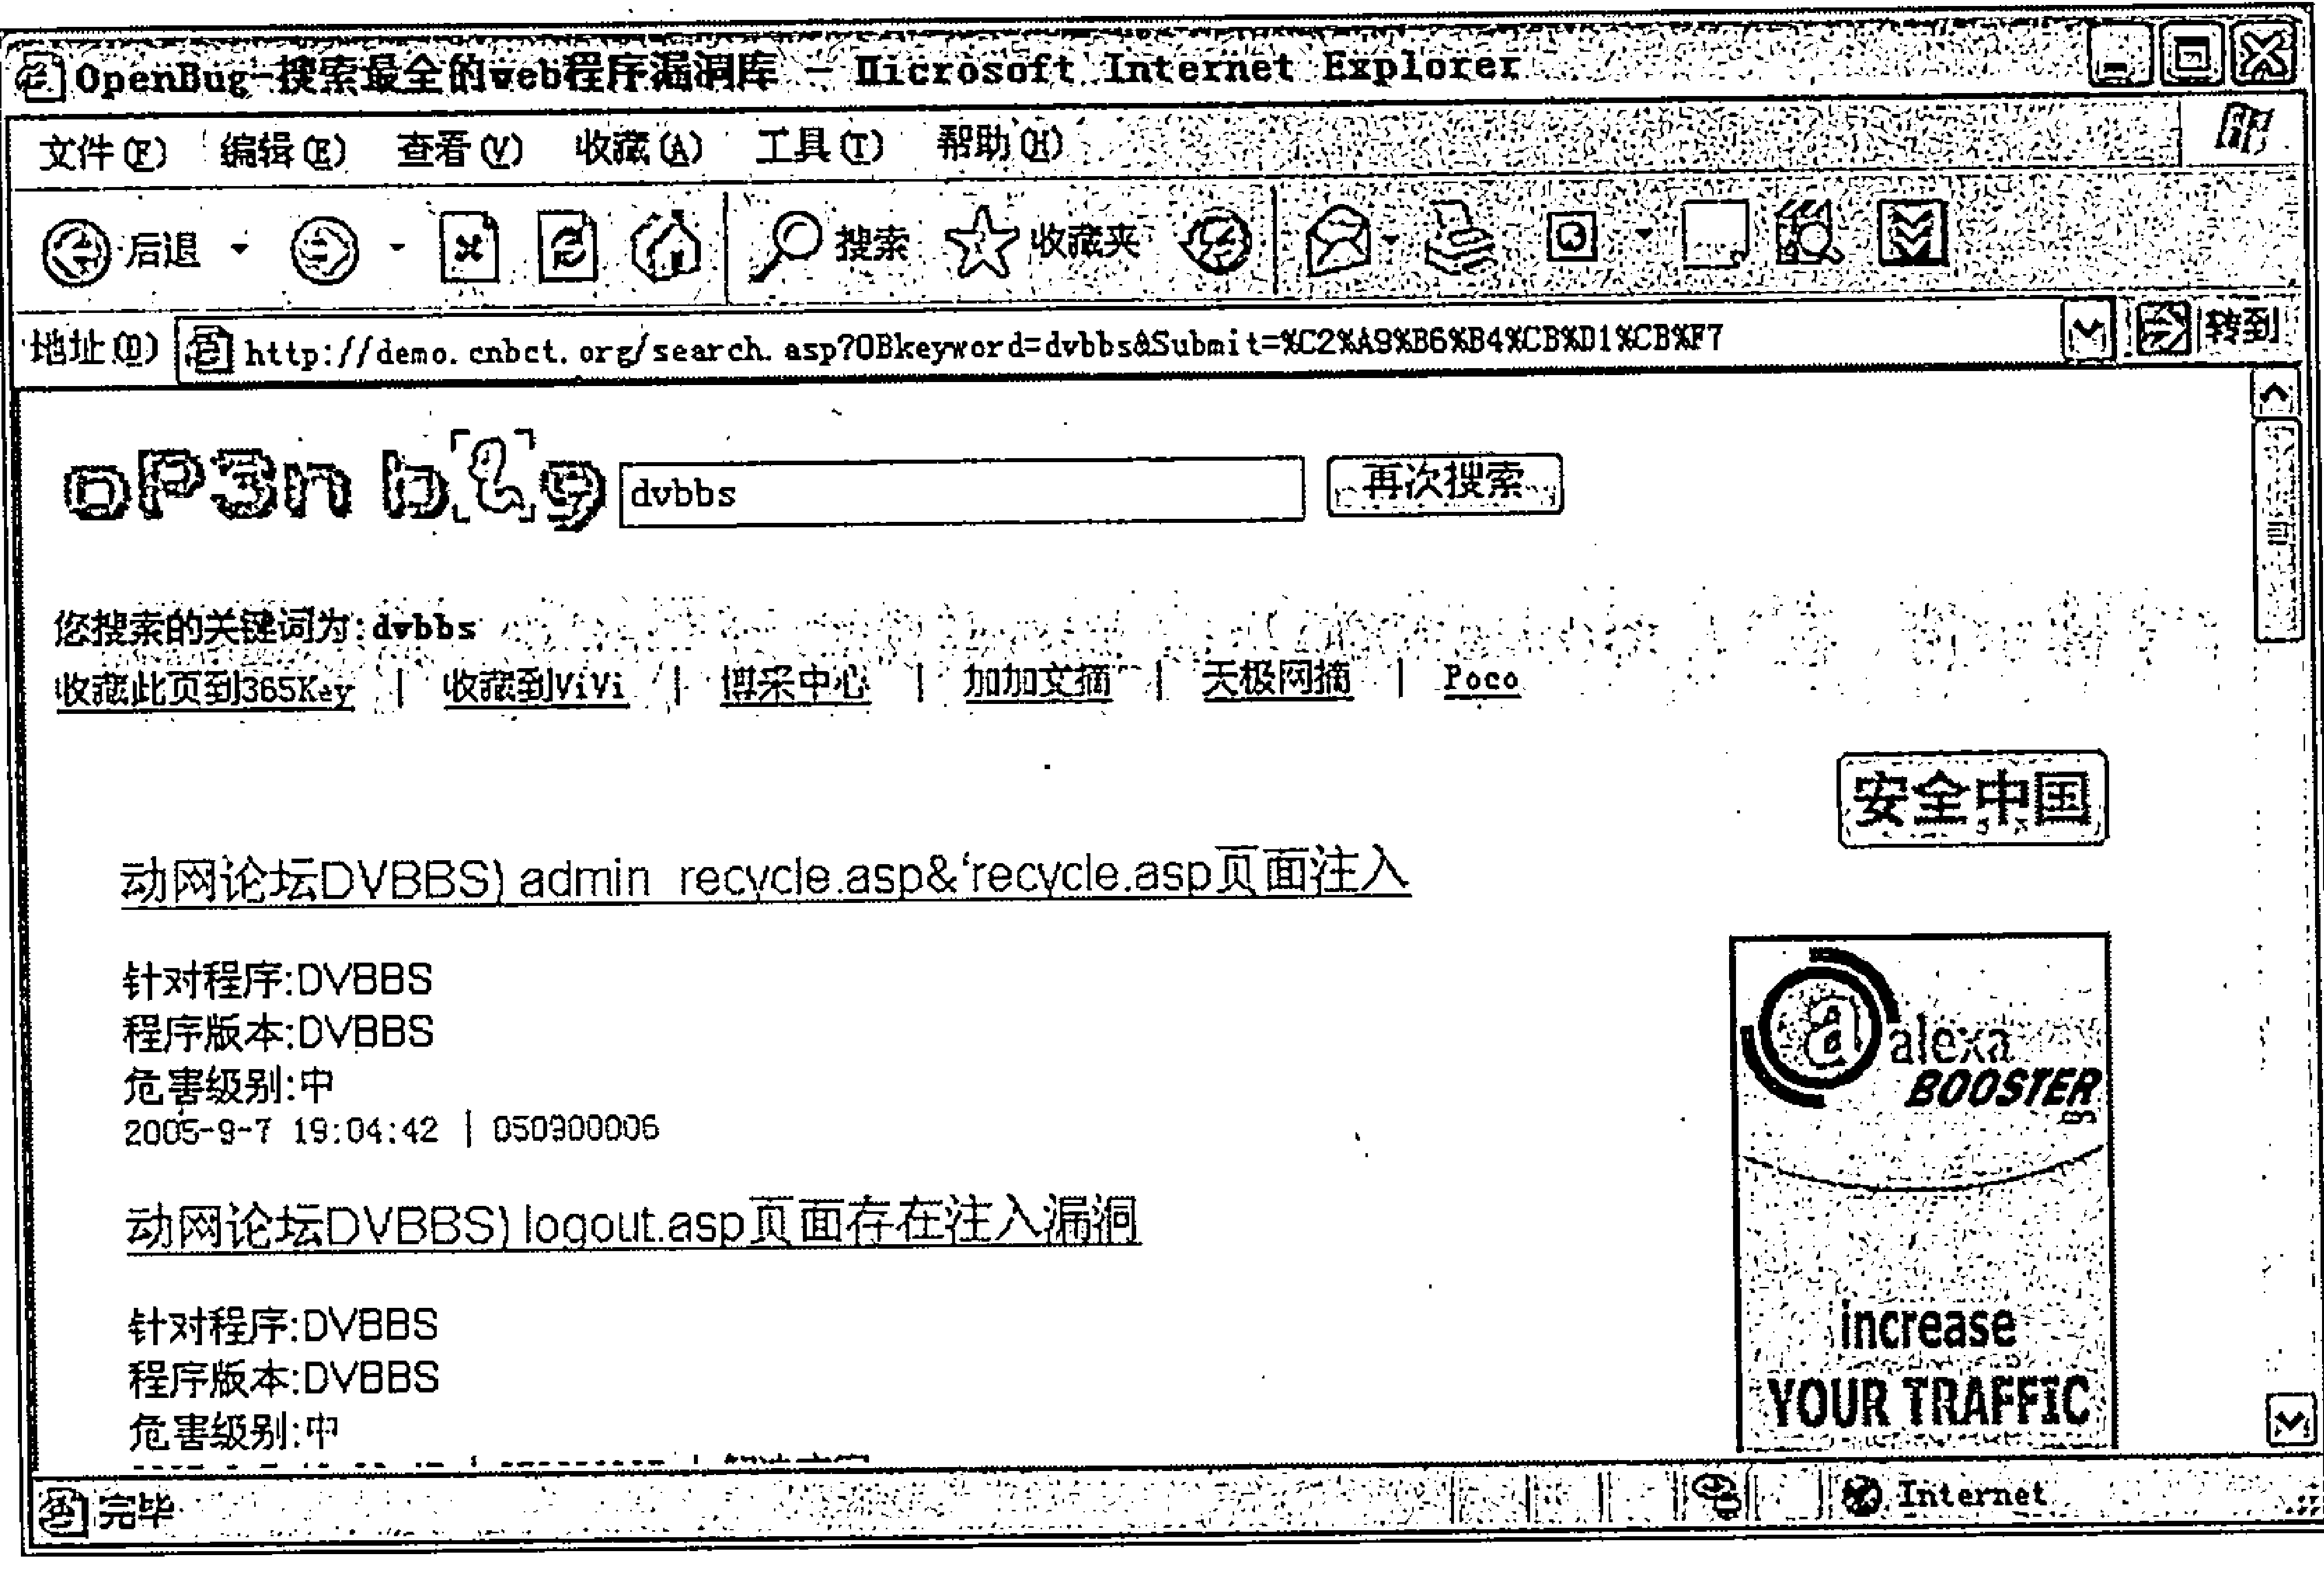 OpenBug-搜索最全的web程序漏洞库 - Microsoft Internet Explorer
文件(F) 编辑(E) 查看(V) 收藏(A) 工具(T) 帮助(H)
后退 搜索 收藏夹
地址(D) http://demo.cnbct.org/search.asp?OBkeyword=dvbbs&Submit=%C2%A9%B6%B4%CB%D1%CB%F7 转到
oP3n bug dvbbs 再次搜索
您搜索的关键词为:dvbbs
收藏此页到365Key | 收藏到ViVi | 博采中心 | 加加文摘 | 天极网摘 | Poco
安全中国
动网论坛DVBBS) admin_recycle.asp&'recycle.asp页面注入
针对程序:DVBBS
程序版本:DVBBS
危害级别:中
2005-9-7 19:04:42 | 050900006
alexa
BOOSTER
动网论坛DVBBS) logout.asp页面存在注入漏洞
针对程序:DVBBS
程序版本:DVBBS
危害级别:中
increase
YOUR TRAFFIC
完毕 Internet